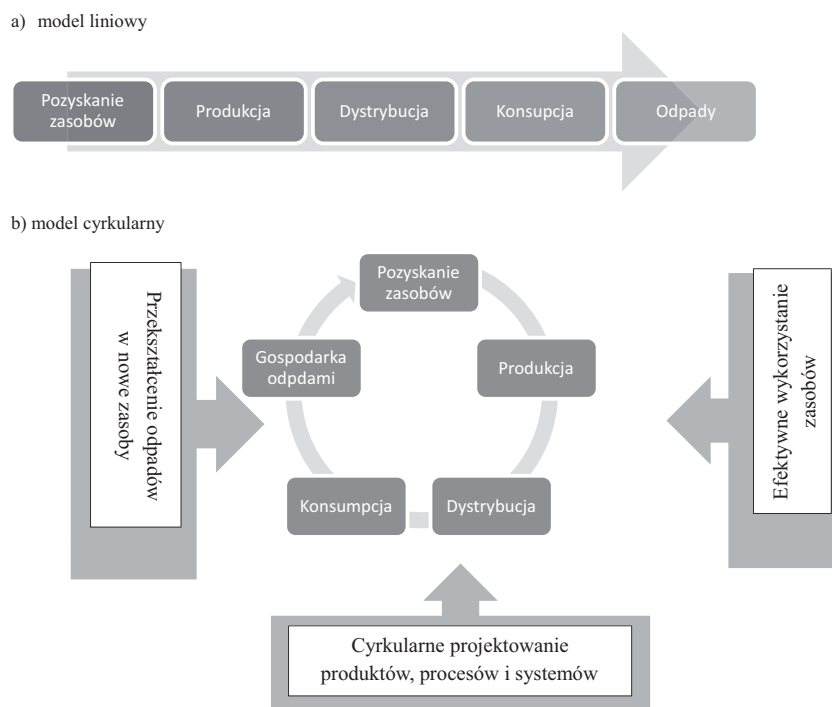 a) model liniowy
Pozyskanie
zasobów
Produkcja
Dystrybucja
Konsupcja
Odpady
b) model cyrkularny
Przekształcenie odpadów
w nowe zasoby
Pozyskanie
zasobów
Gospodarka
odpdami
Produkcja
Konsumpcja
Dystrybucja
Efektywne wykorzystanie
zasobów
Cyrkularne projektowanie
produktów, procesów i systemów